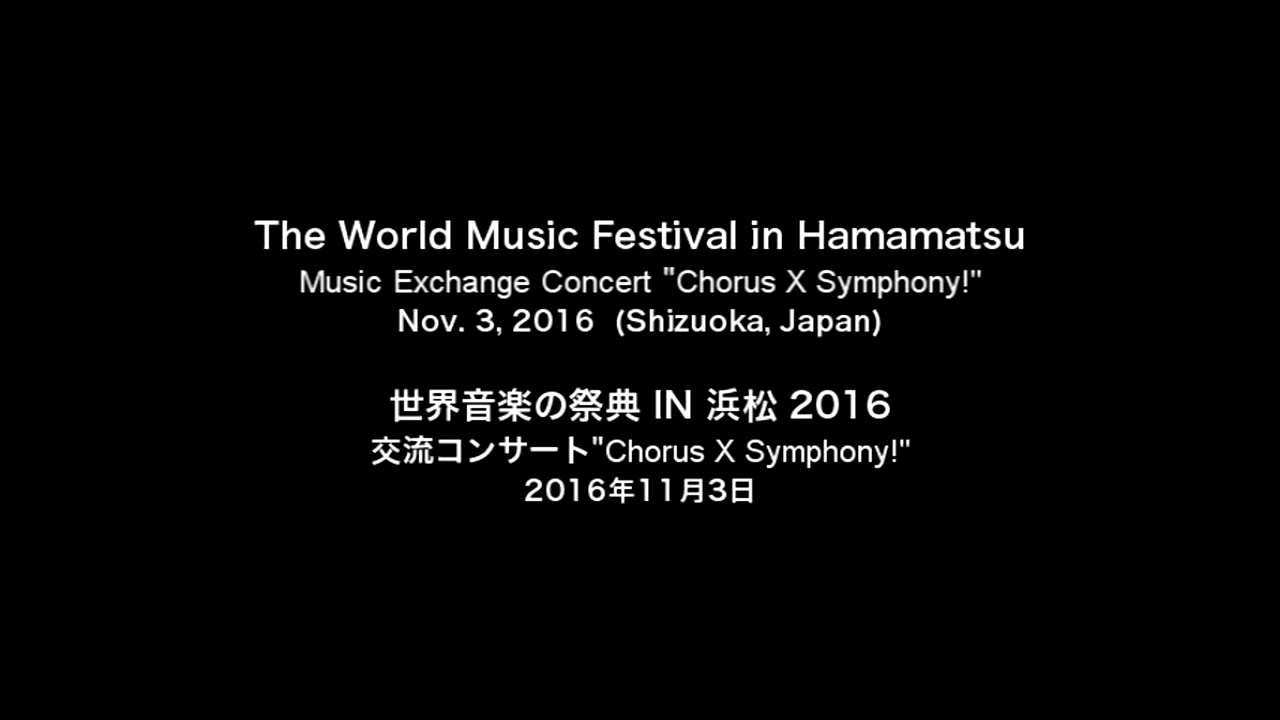 The World Music Festival in Hamamatsu
Music Exchange Concert "Chorus X Symphony!"
Nov. 3, 2016 (Shizuoka, Japan)
世界音楽の祭典 IN 浜松 2016
交流コンサート"Chorus X Symphony!"
2016年11月3日